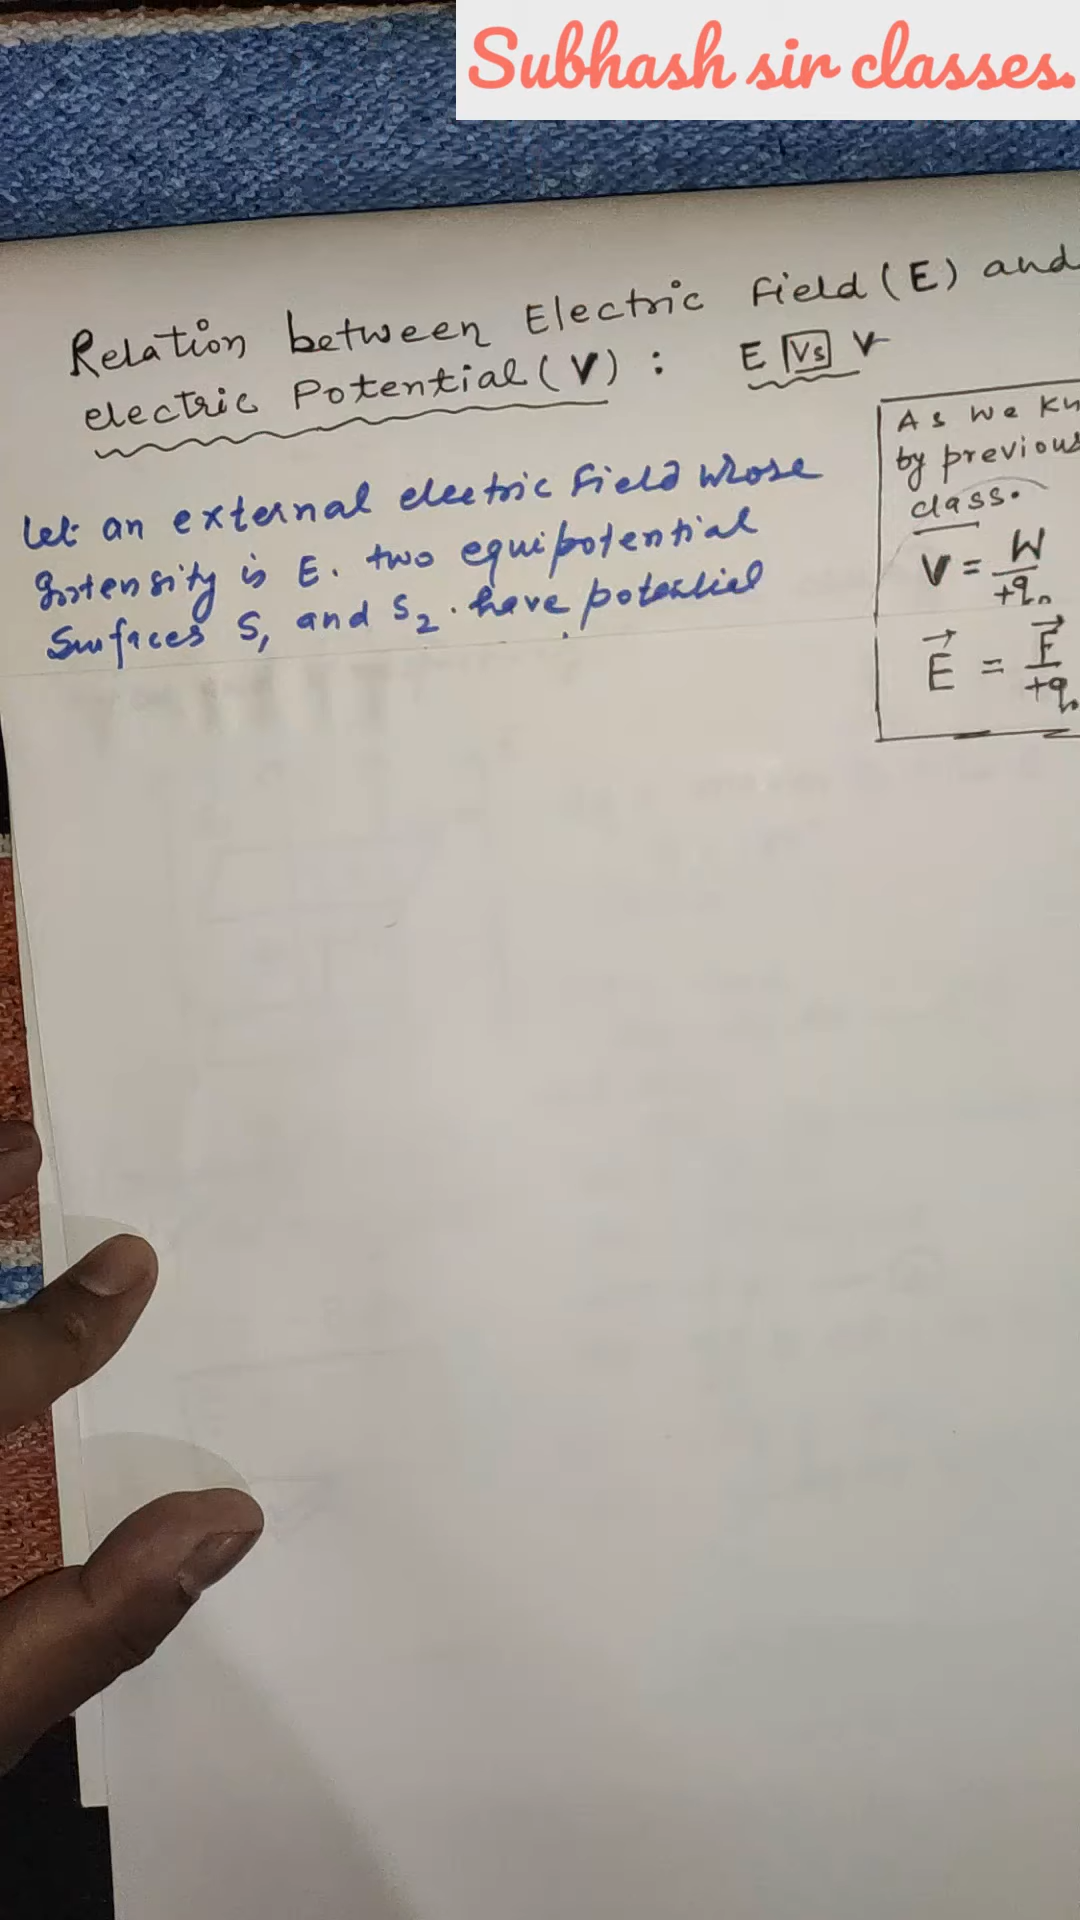 Subhash sir classes.
Relation between Electric Field (E) and
electric Potential (V) : E Vs V
Let an external electric field whose
Intensity is E. two equipotential
Surfaces S₁ and S₂. have potential
As we Kn
by previous
class.
V = W / +q₀
E⃗ = F⃗ / +q₀